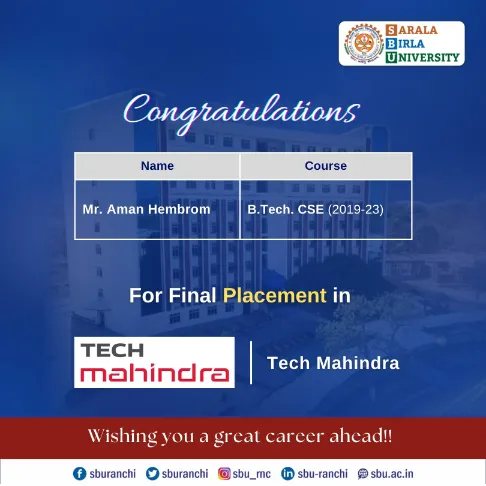 SARALA
BIRLA
UNIVERSITY
Congratulations
Name Course
Mr. Aman Hembrom B.Tech. CSE (2019-23)
For Final Placement in
TECH
mahindra
Tech Mahindra
Wishing you a great career ahead!!
sburanchi sburanchi sbu_rnc sbu-ranchi sbu.ac.in